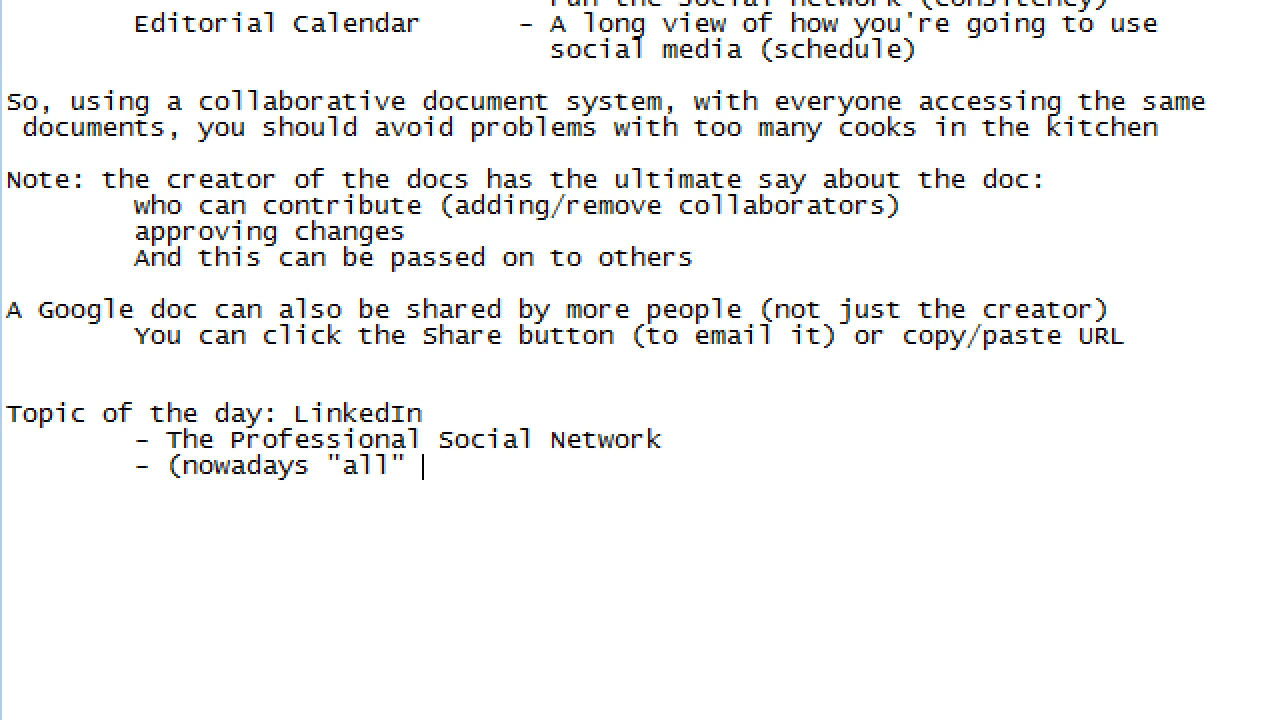 run the social network (consitency)
Editorial Calendar - A long view of how you're going to use
social media (schedule)
So, using a collaborative document system, with everyone accessing the same
documents, you should avoid problems with too many cooks in the kitchen
Note: the creator of the docs has the ultimate say about the doc:
who can contribute (adding/remove collaborators)
approving changes
And this can be passed on to others
A Google doc can also be shared by more people (not just the creator)
You can click the Share button (to email it) or copy/paste URL
Topic of the day: LinkedIn
- The Professional Social Network
- (nowadays "all"